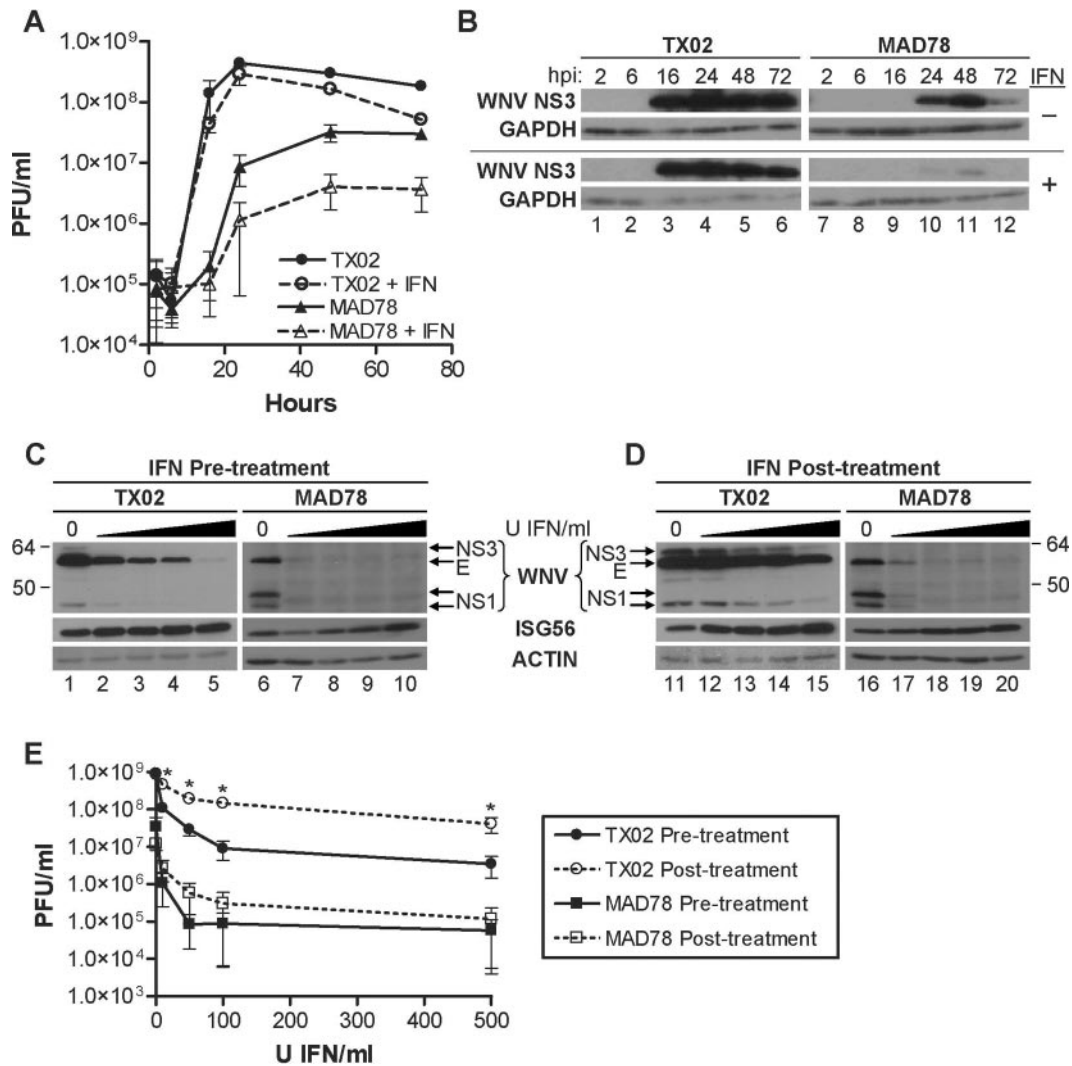 A
1.0×10⁹
1.0×10⁸
1.0×10⁷
1.0×10⁶
1.0×10⁵
1.0×10⁴
PFU/ml
0 20 40 60 80
Hours
TX02
TX02 + IFN
MAD78
MAD78 + IFN
B
TX02 MAD78
hpi: 2 6 16 24 48 72 2 6 16 24 48 72 IFN
WNV NS3
GAPDH
−
WNV NS3
GAPDH
+
1 2 3 4 5 6 7 8 9 10 11 12
C
IFN Pre-treatment
TX02 MAD78
0 0 U IFN/ml
64
50
NS3
E
NS1
WNV
ISG56
ACTIN
1 2 3 4 5 6 7 8 9 10
D
IFN Post-treatment
TX02 MAD78
0 0
NS3
E
NS1
64
50
11 12 13 14 15 16 17 18 19 20
E
1.0×10⁹
1.0×10⁸
1.0×10⁷
1.0×10⁶
1.0×10⁵
1.0×10⁴
1.0×10³
PFU/ml
* * * *
0 100 200 300 400 500
U IFN/ml
TX02 Pre-treatment
TX02 Post-treatment
MAD78 Pre-treatment
MAD78 Post-treatment